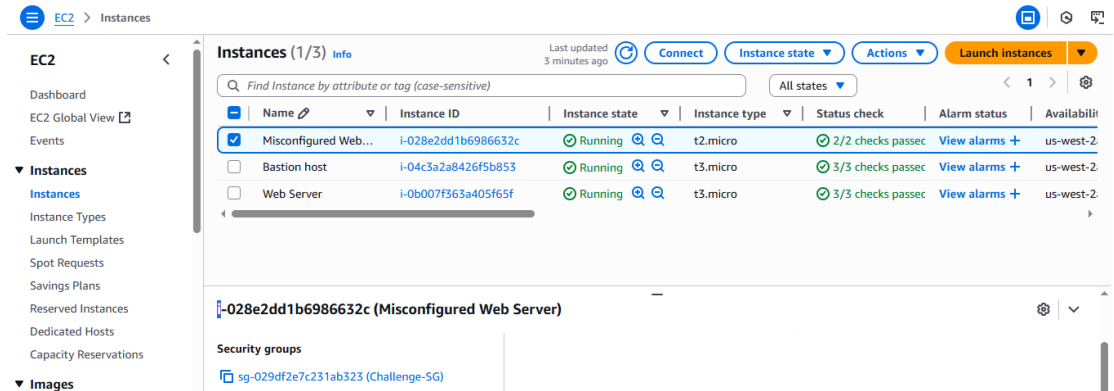 EC2 > Instances
EC2
Dashboard
EC2 Global View
Events
Instances
Instances
Instance Types
Launch Templates
Spot Requests
Savings Plans
Reserved Instances
Dedicated Hosts
Capacity Reservations
Images
Instances (1/3) Info
Last updated
3 minutes ago
Connect
Instance state
Actions
Launch instances
Find Instance by attribute or tag (case-sensitive)
All states
1
Name Instance ID Instance state Instance type Status check Alarm status Availabilit
Misconfigured Web... i-028e2dd1b6986632c Running t2.micro 2/2 checks passec View alarms + us-west-2
Bastion host i-04c3a2a8426f5b853 Running t3.micro 3/3 checks passec View alarms + us-west-2
Web Server i-0b007f363a405f65f Running t3.micro 3/3 checks passec View alarms + us-west-2
i-028e2dd1b6986632c (Misconfigured Web Server)
Security groups
sg-029df2e7c231ab323 (Challenge-SG)